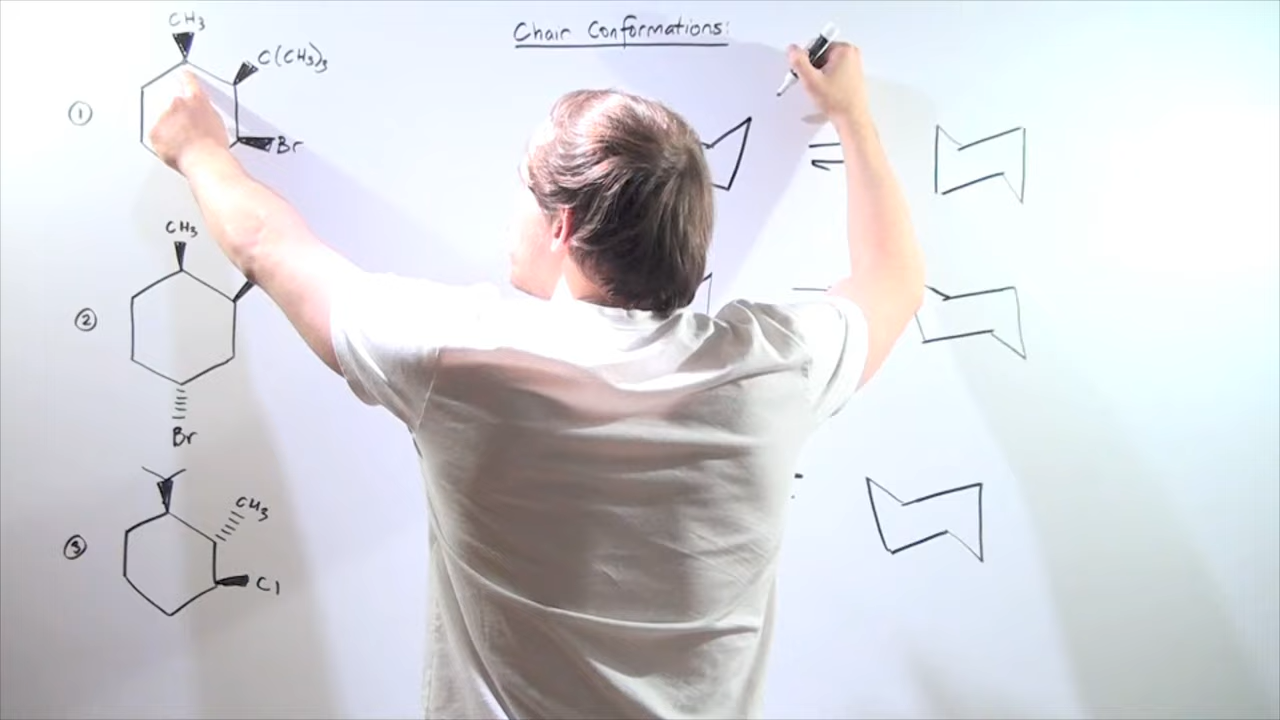 Chair Conformations:
①
CH3
C(CH3)3
Br
②
CH3
Br
③
CH3
Cl